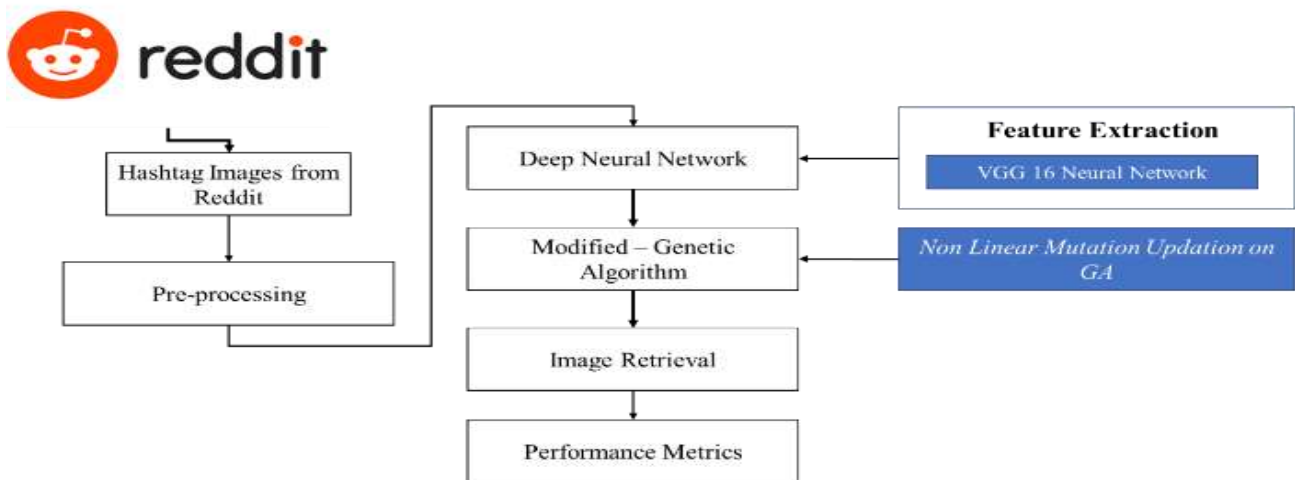 reddit
Hashtag Images from
Reddit
Pre-processing
Deep Neural Network
Modified – Genetic
Algorithm
Image Retrieval
Performance Metrics
Feature Extraction
VGG 16 Neural Network
Non Linear Mutation Updation on
GA